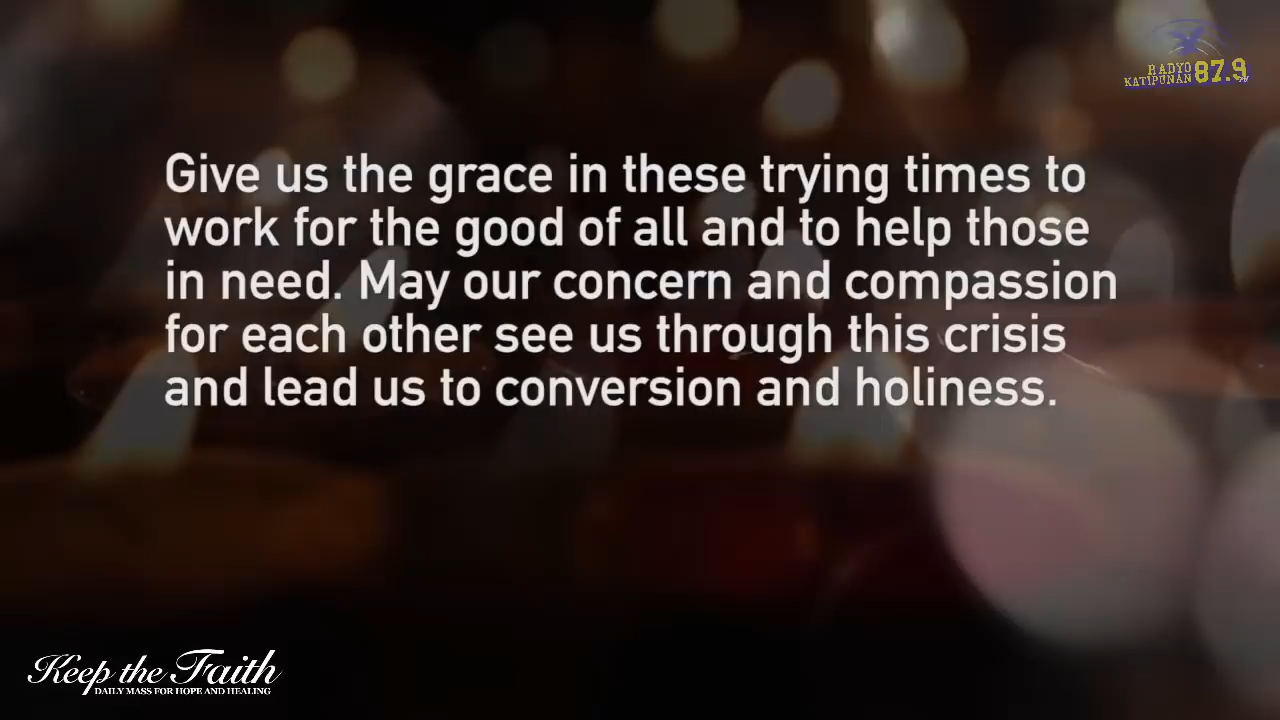 RADYO
KATIPUNAN 87.9
FM
Give us the grace in these trying times to
work for the good of all and to help those
in need. May our concern and compassion
for each other see us through this crisis
and lead us to conversion and holiness.
Keep the Faith
DAILY MASS FOR HOPE AND HEALING